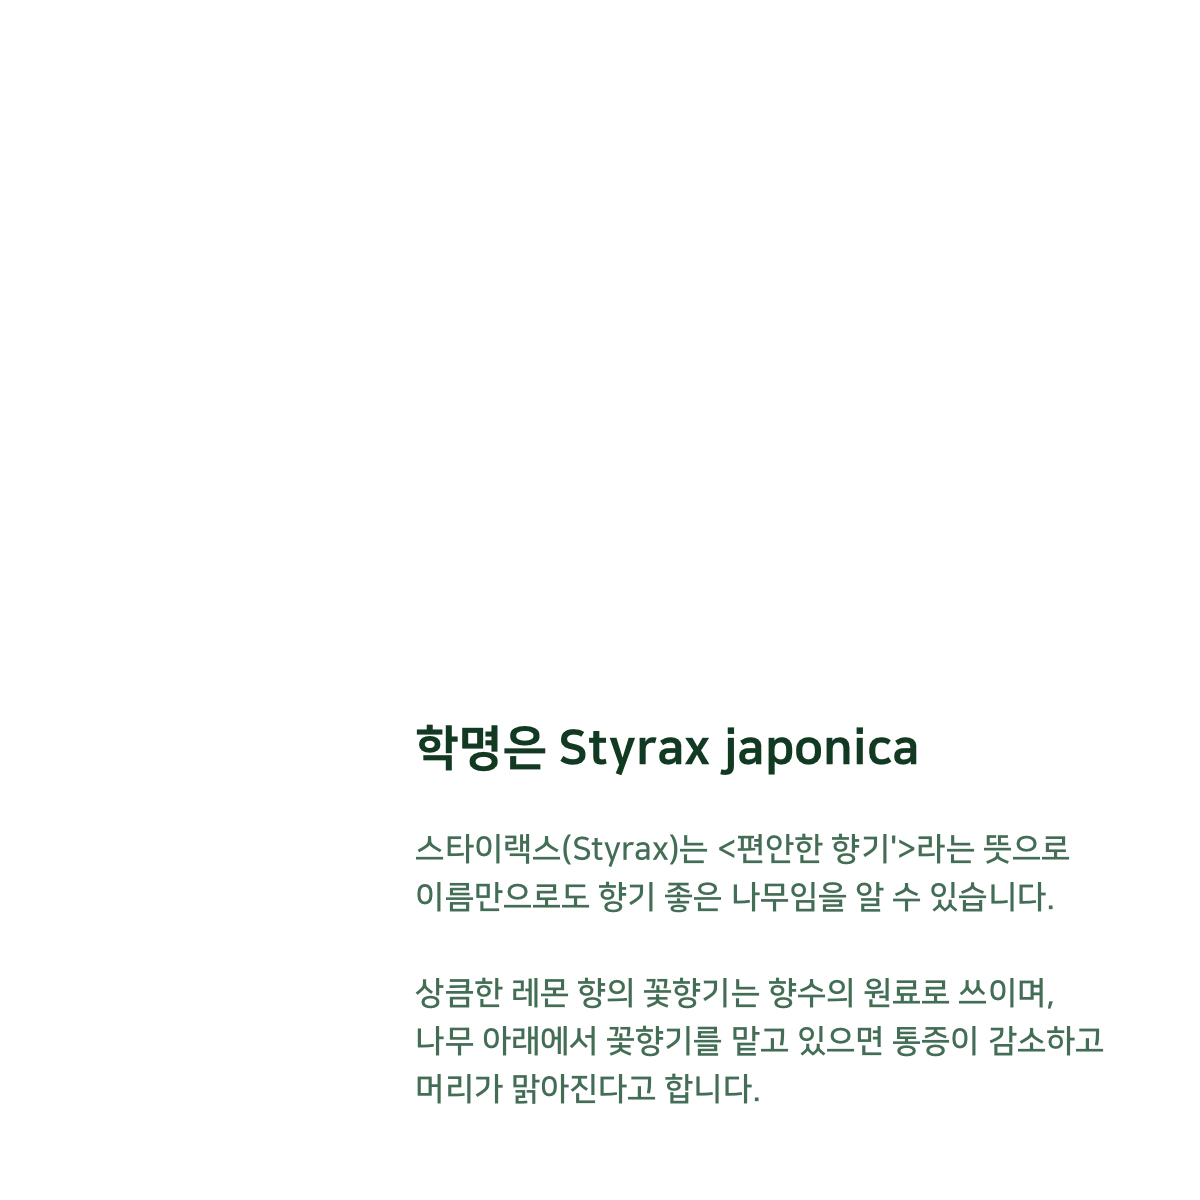 학명은 Styrax japonica
스타이랙스(Styrax)는 <편안한 향기'>라는 뜻으로
이름만으로도 향기 좋은 나무임을 알 수 있습니다.
상큼한 레몬 향의 꽃향기는 향수의 원료로 쓰이며,
나무 아래에서 꽃향기를 맡고 있으면 통증이 감소하고
머리가 맑아진다고 합니다.